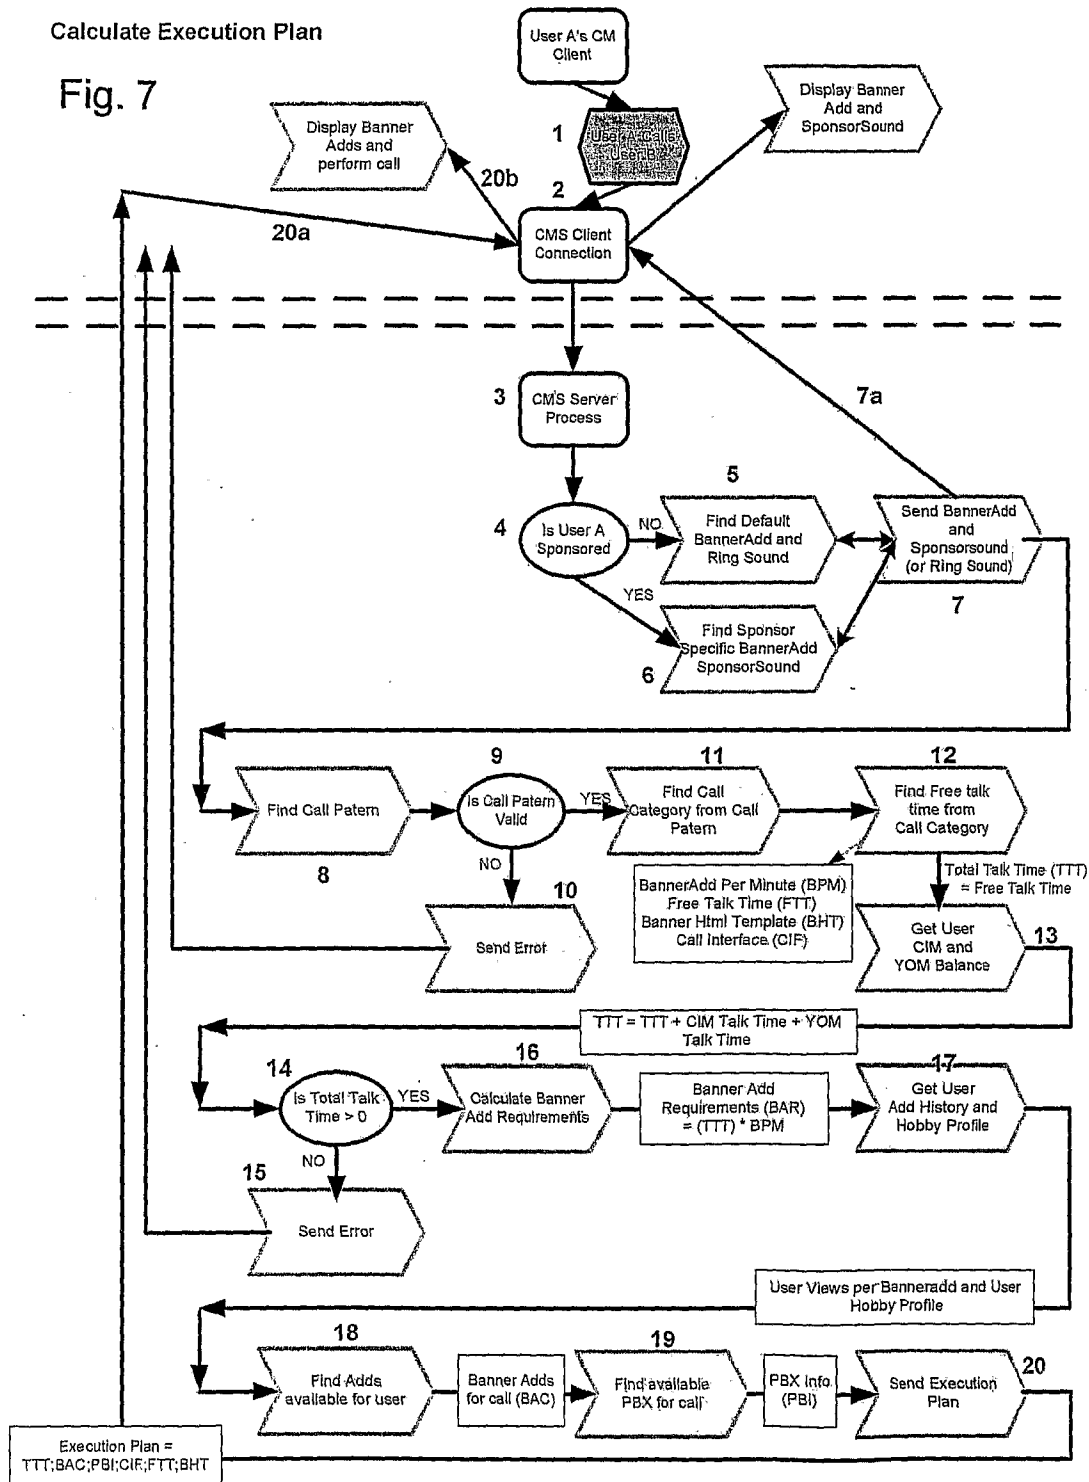 Calculate Execution Plan
Fig. 7
User A's CM
Client
Display Banner
Add and
SponsorSound
Display Banner
Adds and
perform call
1
User A Calls
User B
20b
2
20a
CMS Client
Connection
3
CMS Server
Process
7a
4
Is User A
Sponsored
NO
YES
5
Find Default
BannerAdd and
Ring Sound
Send BannerAdd
and
Sponsorsound
(or Ring Sound)
7
Find Sponsor
Specific BannerAdd
SponsorSound
6
Find Call Patern
8
9
Is Call Patern
Valid
YES
NO
10
Send Error
11
Find Call
Category from Call
Patern
12
Find Free talk
time from
Call Category
BannerAdd Per Minute (BPM)
Free Talk Time (FTT)
Banner Html Template (BHT)
Call Interface (CIF)
Total Talk Time (TTT)
= Free Talk Time
Get User
CIM and
YOM Balance
13
TTT = TTT + CIM Talk Time + YOM
Talk Time
14
Is Total Talk
Time > 0
YES
NO
15
Send Error
16
Calculate Banner
Add Requirements
Banner Add
Requirements (BAR)
= (TTT) * BPM
17
Get User
Add History and
Hobby Profile
User Views per Banneradd and User
Hobby Profile
18
Find Adds
available for user
Banner Adds
for call (BAC)
19
Find available
PBX for call
PBX Info
(PBI)
Send Execution
Plan
20
Execution Plan =
TTT;BAC;PBI;CIF;FTT;BHT